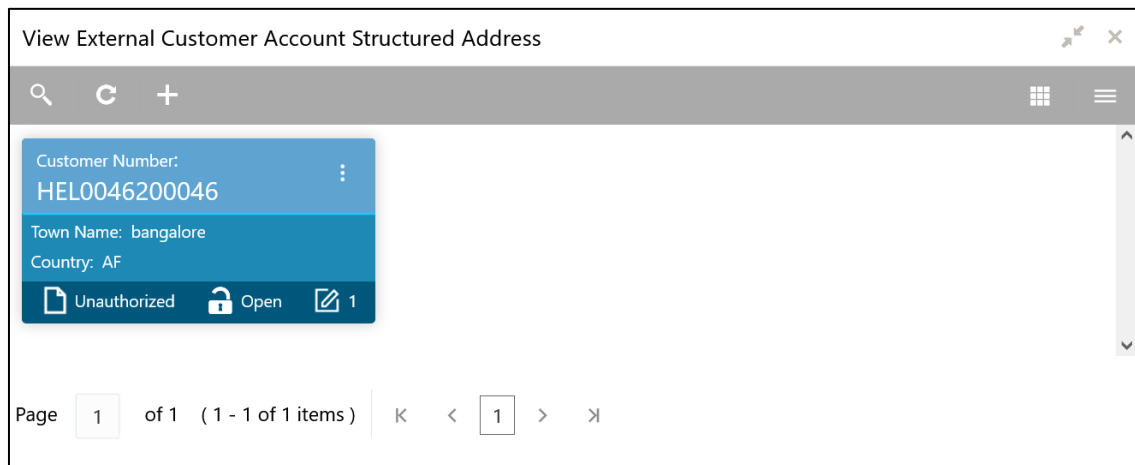 View External Customer Account Structured Address
Customer Number:
HEL0046200046
Town Name: bangalore
Country: AF
Unauthorized Open 1
Page 1 of 1 ( 1 - 1 of 1 items ) 1